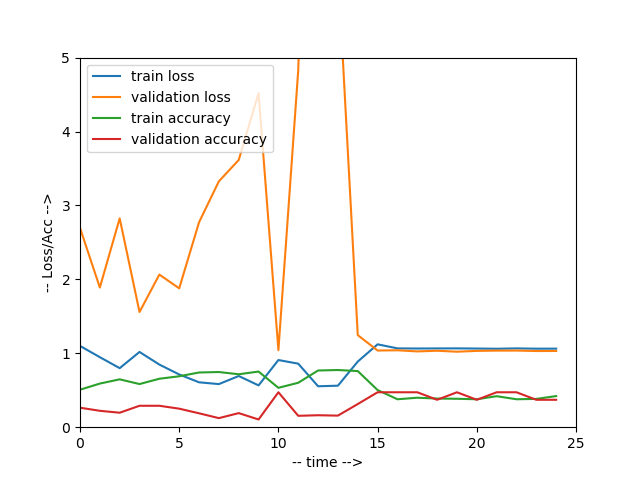 train loss
validation loss
train accuracy
validation accuracy
5
4
3
2
1
0
-- Loss/Acc -->
0 5 10 15 20 25
-- time -->